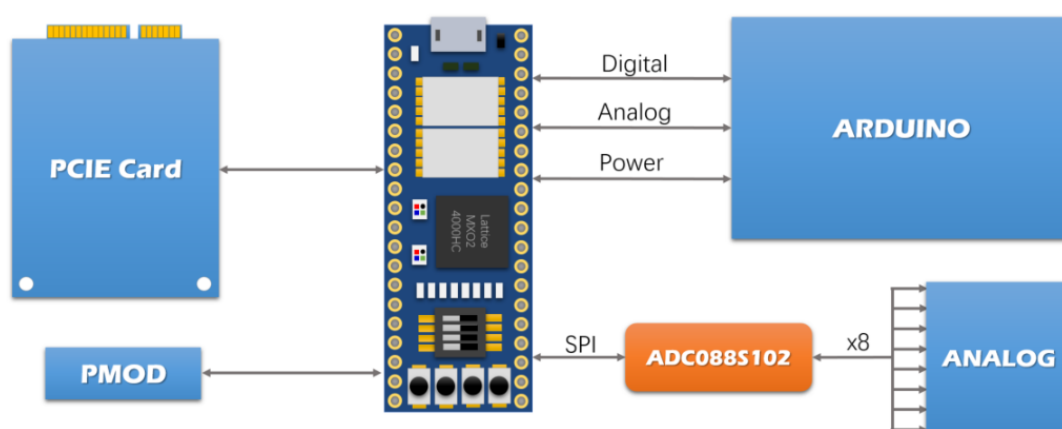 PCIE Card
PMOD
Lattice
MXO2
4000HC
Digital
Analog
Power
ARDUINO
SPI
ADC088S102
x8
ANALOG